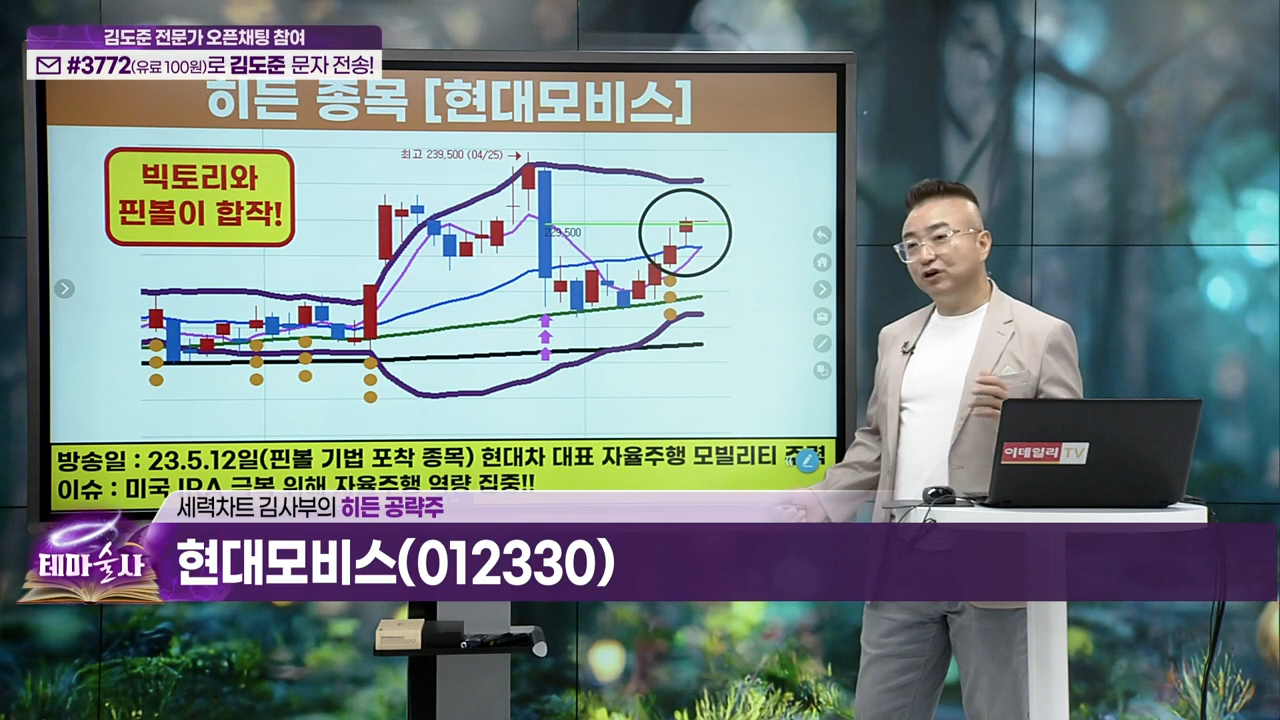 김도준 전문가 오픈채팅 참여
#3772(유료 100원)로 김도준 문자 전송!
히든 종목 [현대모비스]
빅토리와
핀볼이 합작!
최고 239,500 (04/25)
229,500
방송일 : 23.5.12일(핀볼 기법 포착 종목) 현대차 대표 자율주행 모빌리티
이슈 : 미국 IRA 극복 위해 자율주행 역량 집중!!
이데일리TV
세력차트 김사부의 히든 공략주
테마술사
현대모비스(012330)